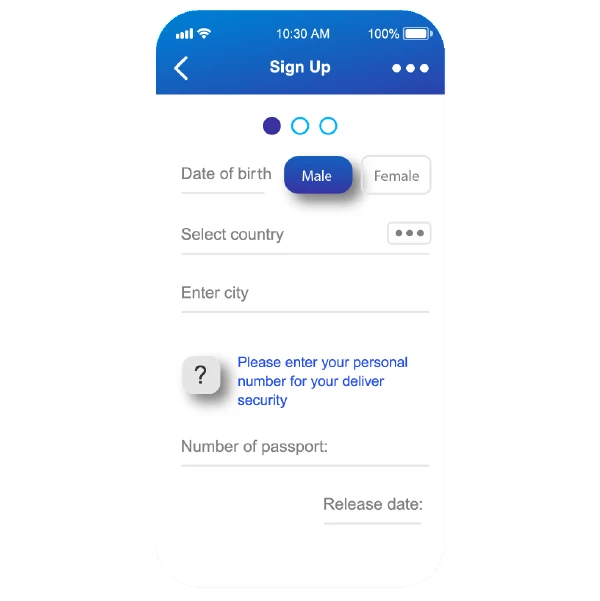 10:30 AM 100%
Sign Up
Date of birth Male Female
Select country
Enter city
? Please enter your personal
number for your deliver
security
Number of passport:
Release date: